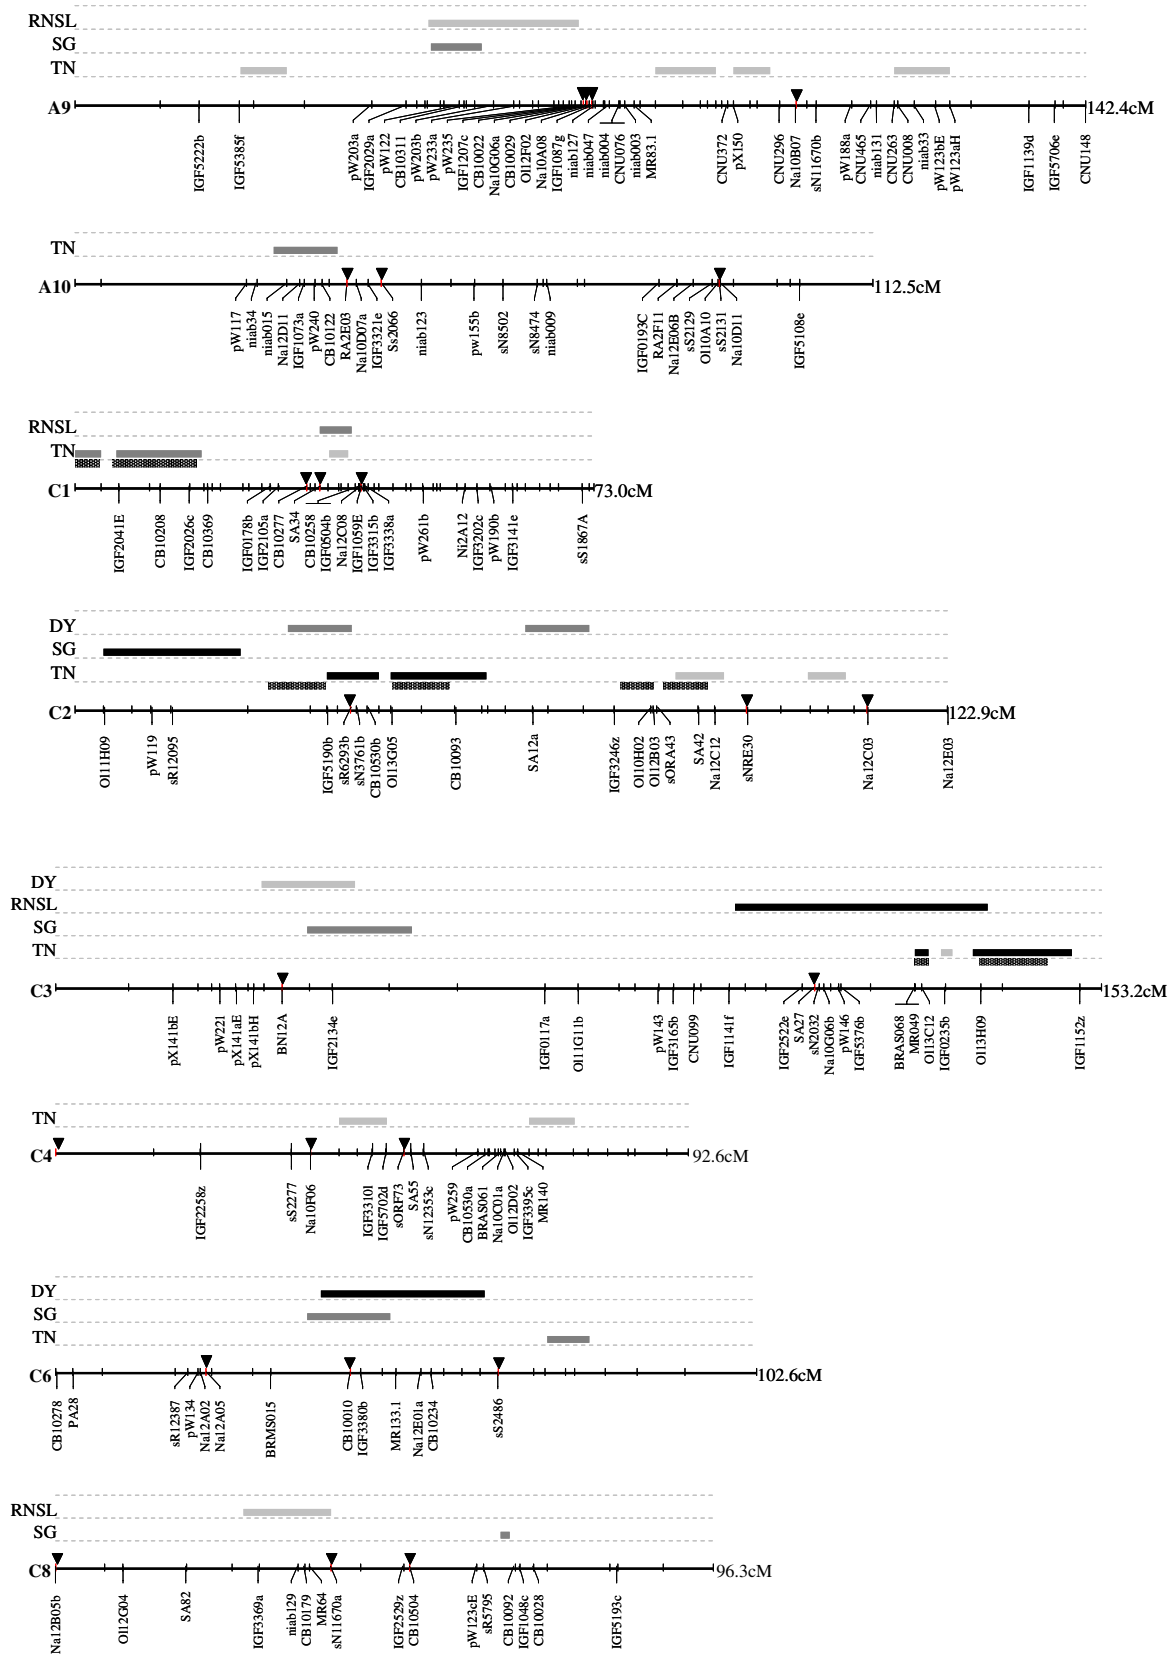 RNSL
SG
TN
A9 142.4cM
IGF5222b IGF5385f pW203a IGF2029a pW122 CB10311 pW203b pW233a pW235 IGF1207c CB10022 Na10G06a CB10029 Ol12F02 Na10A08 IGF1087g niab127 niab047 niab004 CNU076 niab003 MR83.1 CNU372 pX150 CNU296 Na10B07 sN11670b pW188a CNU465 niab131 CNU263 CNU008 niab33 pW123bE pW123aH IGF1139d IGF5706e CNU148
TN
A10 112.5cM
pW117 niab34 niab015 Na12D11 IGF1073a pW240 CB10122 RA2E03 Na10D07a IGF3321e Ss2066 niab123 pw155b sN8502 sN8474 niab009 IGF0193C RA2F11 Na12E06B sS2129 Ol10A10 sS2131 Na10D11 IGF5108e
RNSL
TN
C1 73.0cM
IGF2041E CB10208 IGF2026c CB10369 IGF0178b IGF2105a CB10277 SA34 CB10258 IGF0504b Na12C08 IGF1059E IGF3315b IGF3338a pW261b Ni2A12 IGF3202c pW190b IGF3141e sS1867A
DY
SG
TN
C2 122.9cM
Ol11H09 pW119 sR12095 IGF5190b sR6293b sN3761b CB10530b Ol13G05 CB10093 SA12a IGF3246z Ol10H02 Ol12B03 sORA43 SA42 Na12C12 sNRE30 Na12C03 Na12E03
DY
RNSL
SG
TN
C3 153.2cM
pX141bE pW221 pX141aE pX141bH BN12A IGF2134e IGF0117a Ol11G11b pW143 IGF3165b CNU099 IGF1141f IGF2522e SA27 sN2032 Na10G06b pW146 IGF5376b BRAS068 MR049 Ol13C12 IGF0235b Ol13H09 IGF1152z
TN
C4 92.6cM
IGF2258z sS2277 Na10F06 IGF3310l IGF5702d sORF73 SA55 sN12353c pW259 CB10530a BRAS061 Na10C01a Ol12D02 IGF3395c MR140
DY
SG
TN
C6 102.6cM
CB10278 PA28 sR12387 pW134 Na12A02 Na12A05 BRMS015 CB10010 IGF3380b MR133.1 Na12E01a CB10234 sS2486
RNSL
SG
C8 96.3cM
Na12B05b Ol12G04 SA82 IGF3369a niab129 CB10179 MR64 sN11670a IGF2529z CB10504 pW123cE sR5795 CB10092 IGF1048c CB10028 IGF5193c